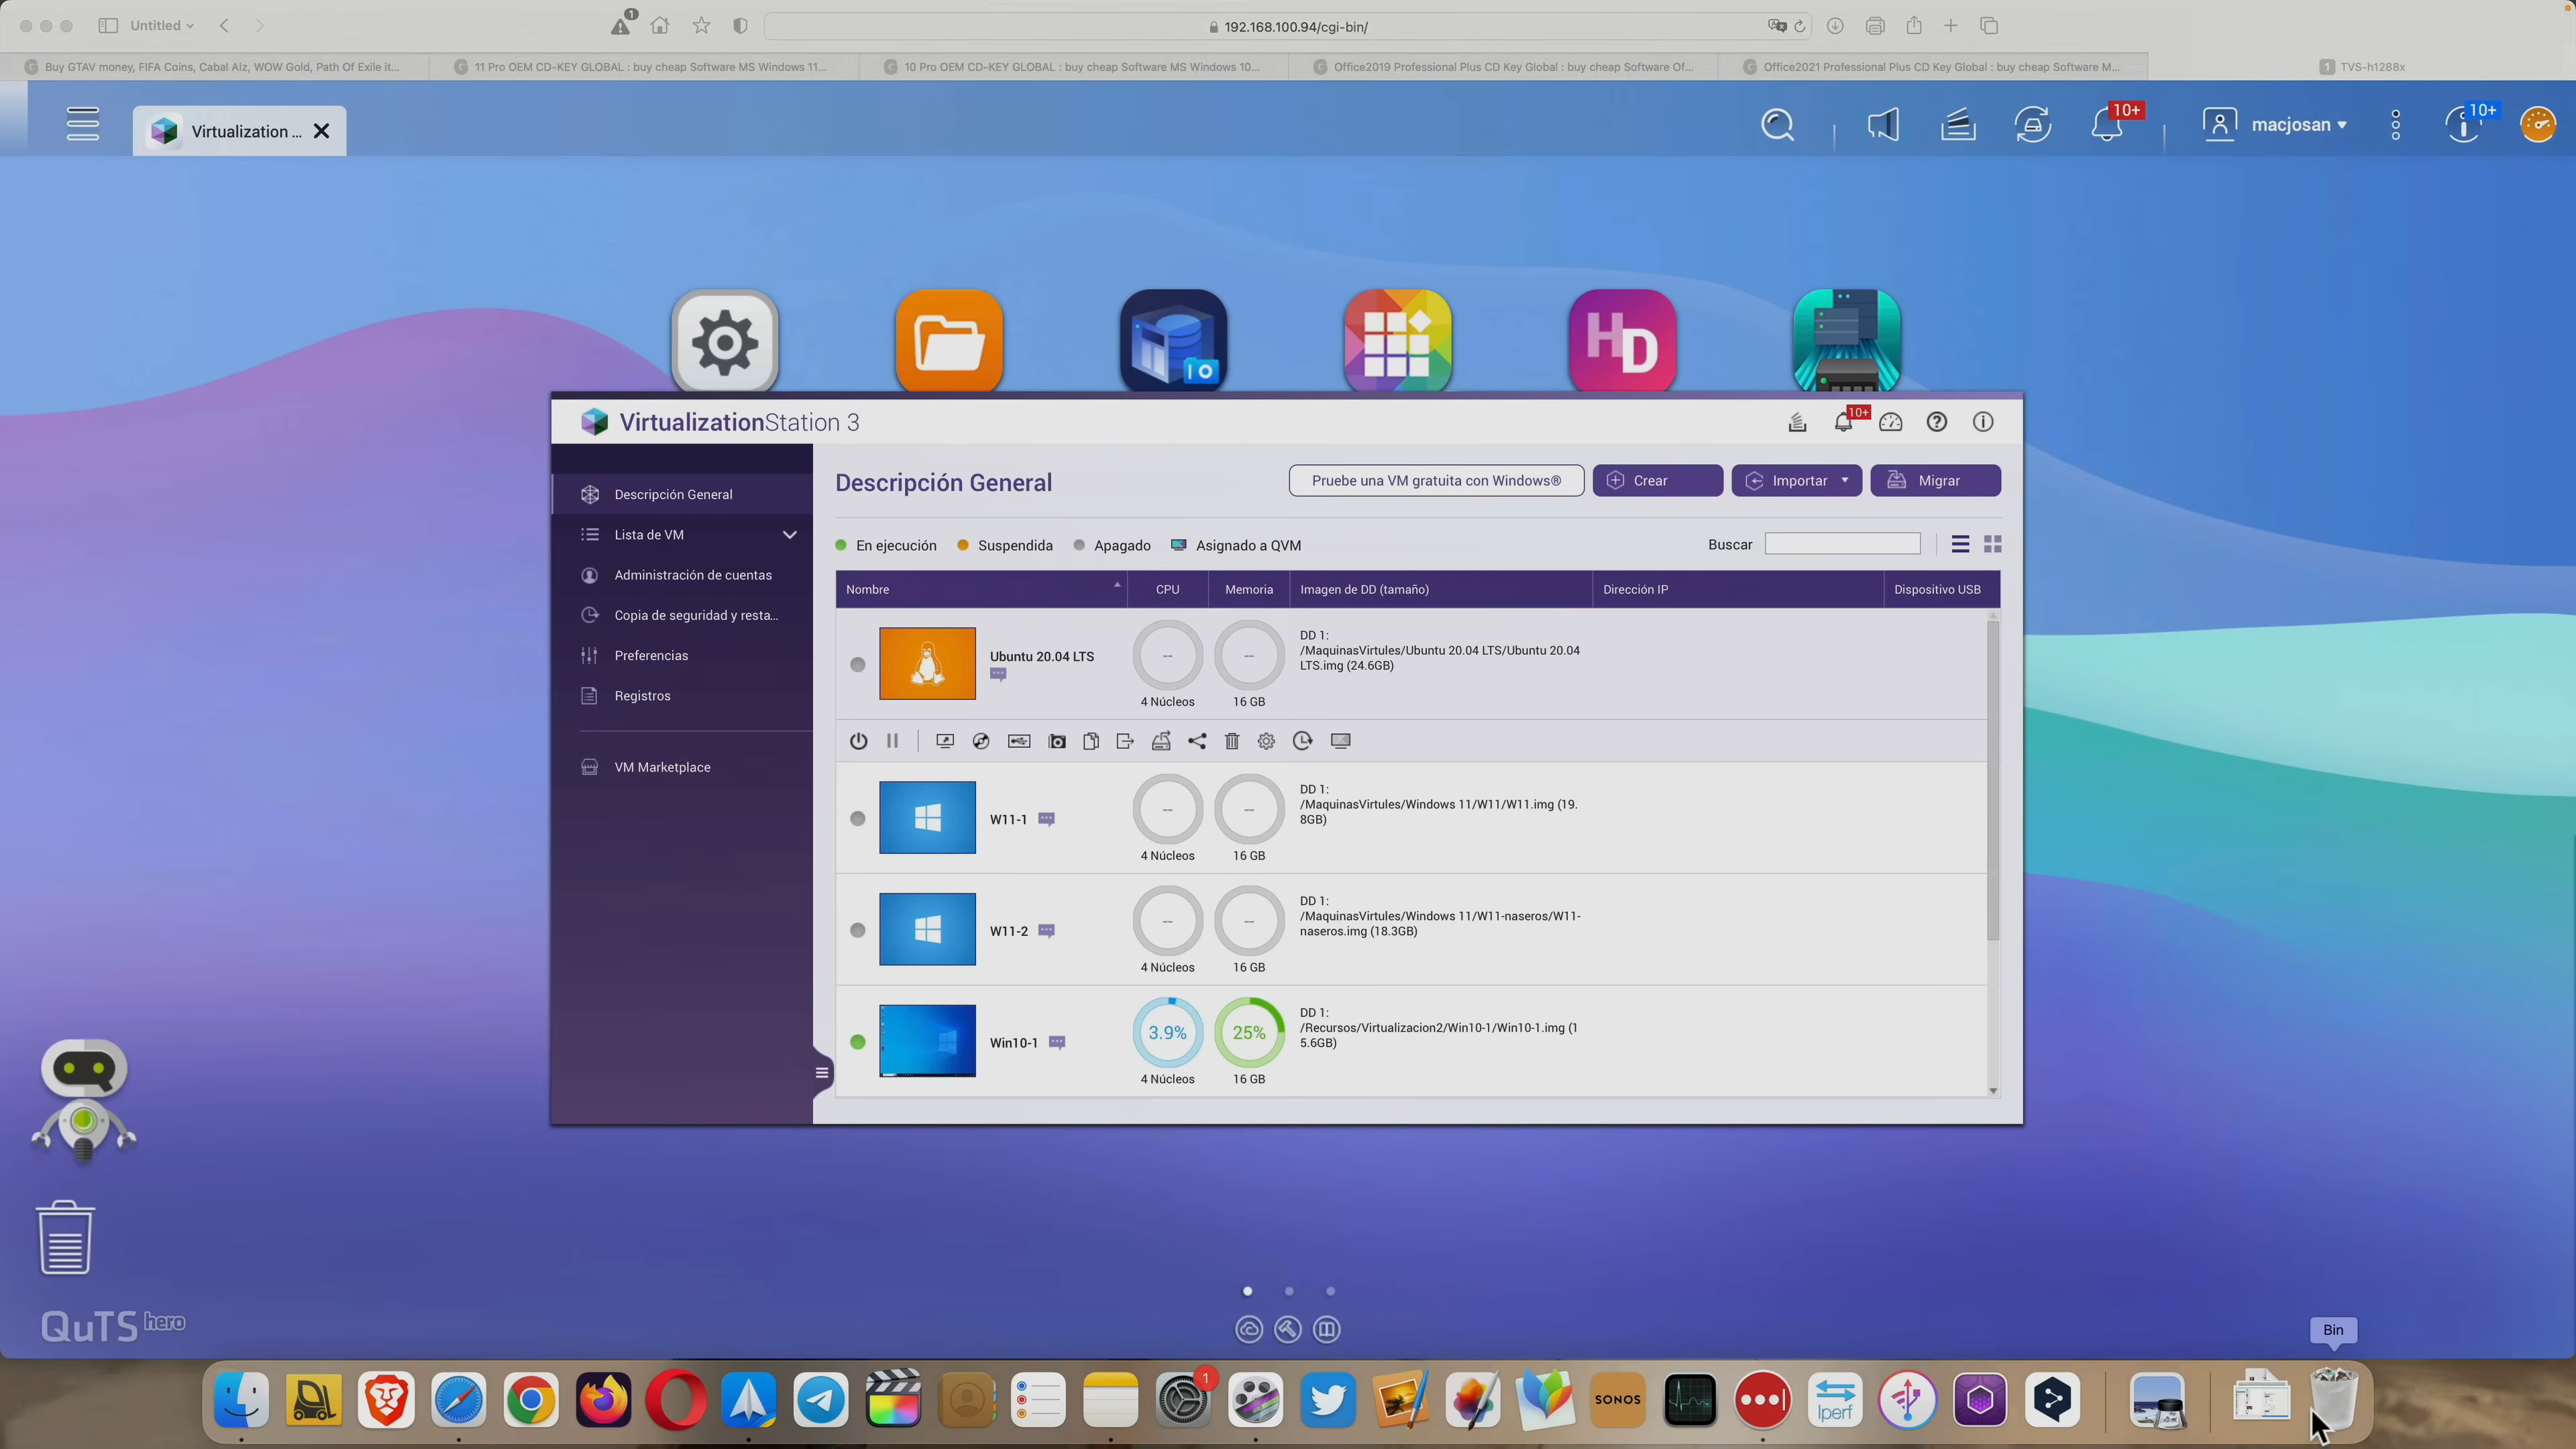 Untitled
1
192.168.100.94/cgi-bin/
Buy GTAV money, FIFA Coins, Cabal Alz, WOW Gold, Path Of Exile it...
11 Pro OEM CD-KEY GLOBAL : buy cheap Software MS Windows 11...
10 Pro OEM CD-KEY GLOBAL : buy cheap Software MS Windows 10...
Office2019 Professional Plus CD Key Global : buy cheap Software Of...
Office2021 Professional Plus CD Key Global : buy cheap Software M...
1 TVS-h1288x
Virtualization ...
10+
macjosan
10+
IO
HD
VirtualizationStation 3
10+
Descripción General
Lista de VM
Administración de cuentas
Copia de seguridad y resta...
Preferencias
Registros
VM Marketplace
Descripción General
Pruebe una VM gratuita con Windows®
Crear
Importar
Migrar
En ejecución
Suspendida
Apagado
Asignado a QVM
Buscar
Nombre
CPU
Memoria
Imagen de DD (tamaño)
Dirección IP
Dispositivo USB
Ubuntu 20.04 LTS
--
4 Núcleos
--
16 GB
DD 1:
/MaquinasVirtules/Ubuntu 20.04 LTS/Ubuntu 20.04
LTS.img (24.6GB)
W11-1
--
4 Núcleos
--
16 GB
DD 1:
/MaquinasVirtules/Windows 11/W11/W11.img (19.
8GB)
W11-2
--
4 Núcleos
--
16 GB
DD 1:
/MaquinasVirtules/Windows 11/W11-naseros/W11-
naseros.img (18.3GB)
Win10-1
3.9%
4 Núcleos
25%
16 GB
DD 1:
/Recursos/Virtualizacion2/Win10-1/Win10-1.img (1
5.6GB)
QuTS hero
Bin
1
SONOS
Iperf